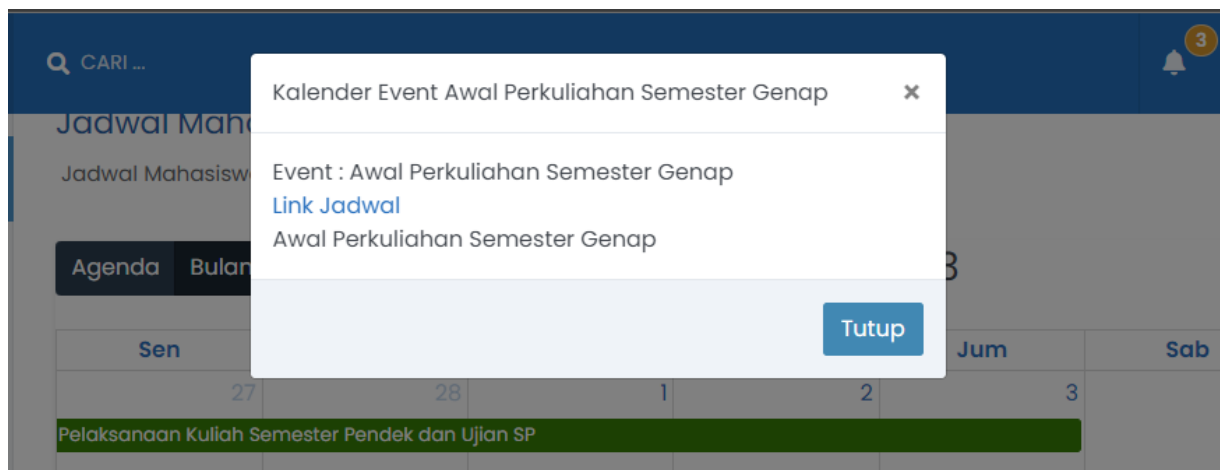 CARI ...
3
Kalender Event Awal Perkuliahan Semester Genap ×
Jadwal
Jadwal
Event : Awal Perkuliahan Semester Genap
Link Jadwal
Awal Perkuliahan Semester Genap
Agenda Bulan
Tutup
Sen Jum Sab
27 28 1 2 3
Pelaksanaan Kuliah Semester Pendek dan Ujian SP